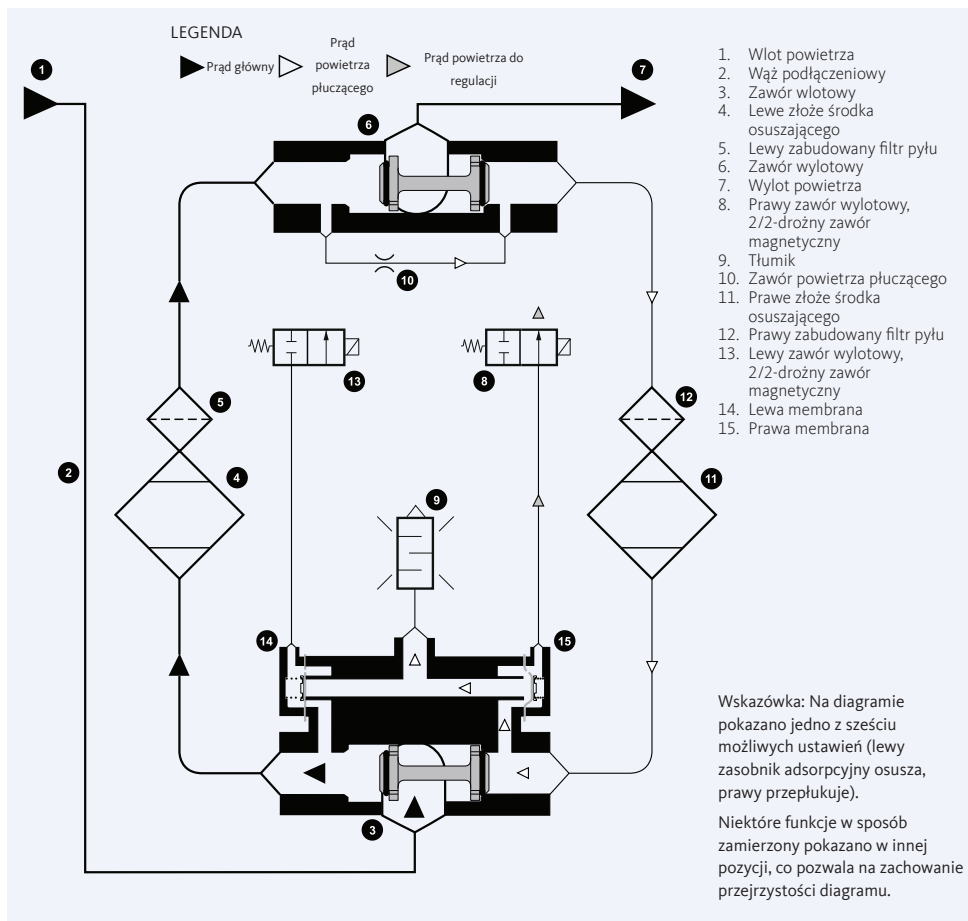 LEGENDA
Prąd główny
Prąd
powietrza
płuczącego
Prąd powietrza do
regulacji
1
7
6
10
13
8
5
12
2
4
11
9
14
15
3
1. Wlot powietrza
2. Wąż podłączeniowy
3. Zawór wlotowy
4. Lewe złoże środka
osuszającego
5. Lewy zabudowany filtr pyłu
6. Zawór wylotowy
7. Wylot powietrza
8. Prawy zawór wylotowy,
2/2-drożny zawór
magnetyczny
9. Tłumik
10. Zawór powietrza płuczącego
11. Prawe złoże środka
osuszającego
12. Prawy zabudowany filtr pyłu
13. Lewy zawór wylotowy,
2/2-drożny zawór
magnetyczny
14. Lewa membrana
15. Prawa membrana
Wskazówka: Na diagramie
pokazano jedno z sześciu
możliwych ustawień (lewy
zasobnik adsorpcyjny osusza,
prawy przepłukuje).
Niektóre funkcje w sposób
zamierzony pokazano w innej
pozycji, co pozwala na zachowanie
przejrzystości diagramu.